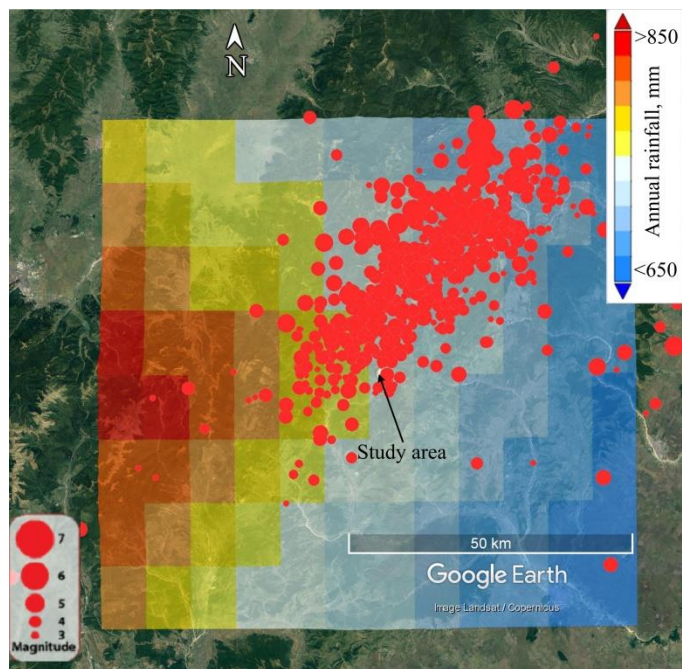 N
>850
Annual rainfall, mm
<650
Study area
50 km
Google Earth
Image Landsat / Copernicus
7
6
5
4
3
Magnitude